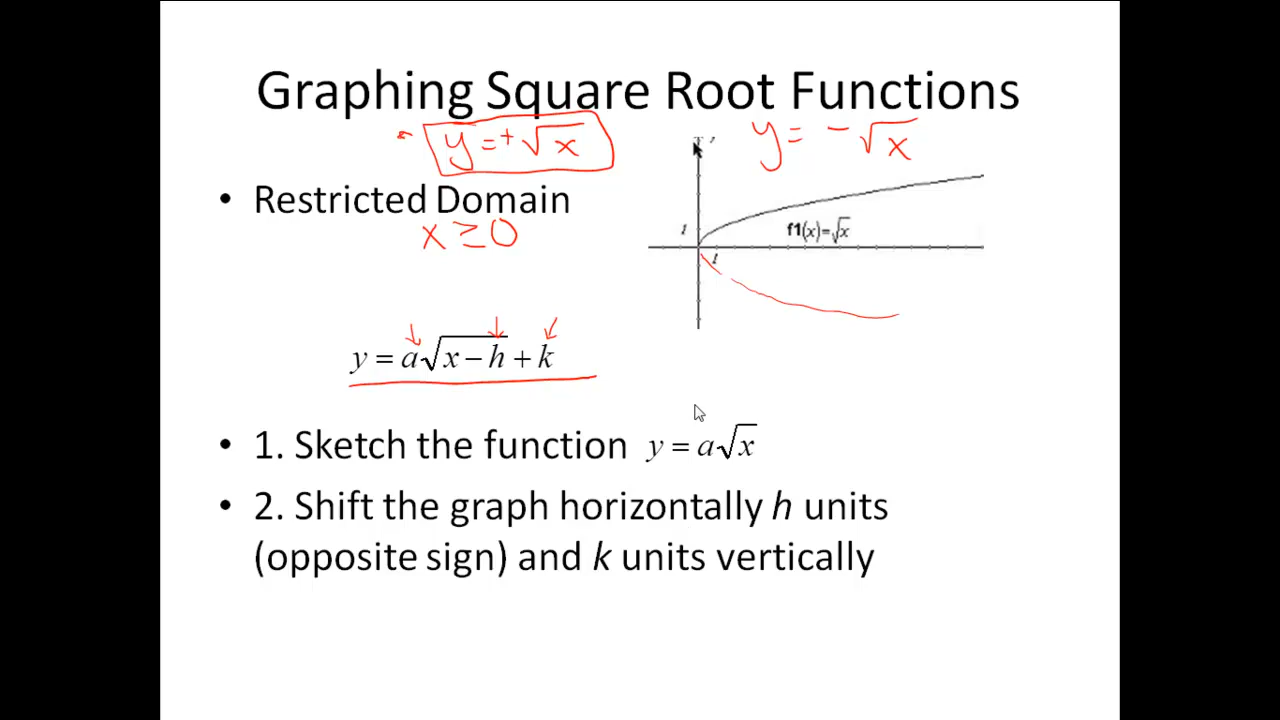 Graphing Square Root Functions
y = + √x
y = - √x
• Restricted Domain
x ≥ 0
1
f1(x)=√x
1
y = a√x − h + k
• 1. Sketch the function y = a√x
• 2. Shift the graph horizontally h units
(opposite sign) and k units vertically